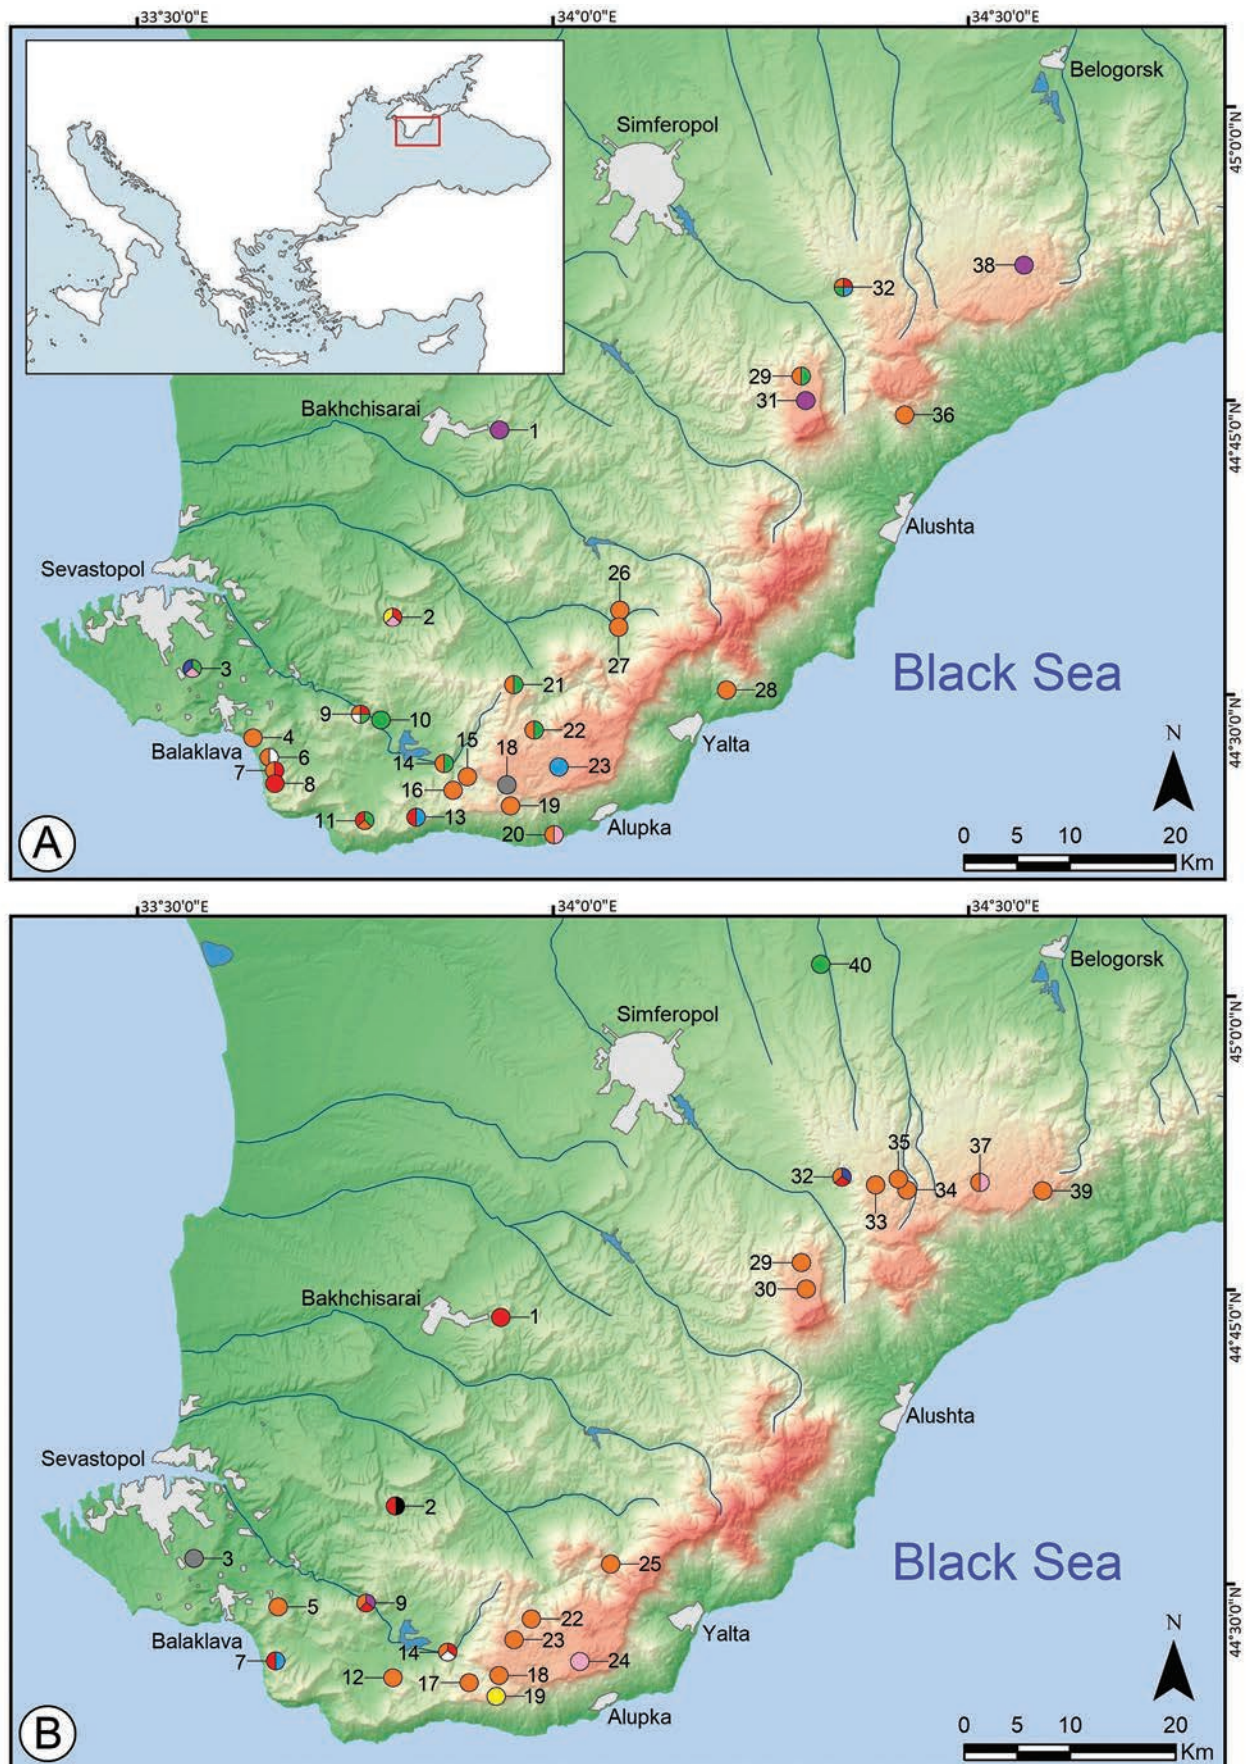 33°30'0"E
34°0'0"E
34°30'0"E
Belogorsk
Simferopol
45°0'0"N
38
32
29
31
36
Bakhchisarai
1
44°45'0"N
Alushta
Sevastopol
26
2
27
3
Black Sea
21
28
9
10
22
44°30'0"N
Yalta
4
Balaklava
6
15
18
14
23
7
8
16
19
N
13
11
20
Alupka
0 5 10 20
Km
A
33°30'0"E
34°0'0"E
34°30'0"E
40
Belogorsk
Simferopol
45°0'0"N
35
37
32
34
39
33
29
30
Bakhchisarai
1
44°45'0"N
Alushta
Sevastopol
2
3
Black Sea
25
5
9
22
44°30'0"N
Yalta
Balaklava
23
14
7
24
12
17
18
19
N
Alupka
0 5 10 20
Km
B